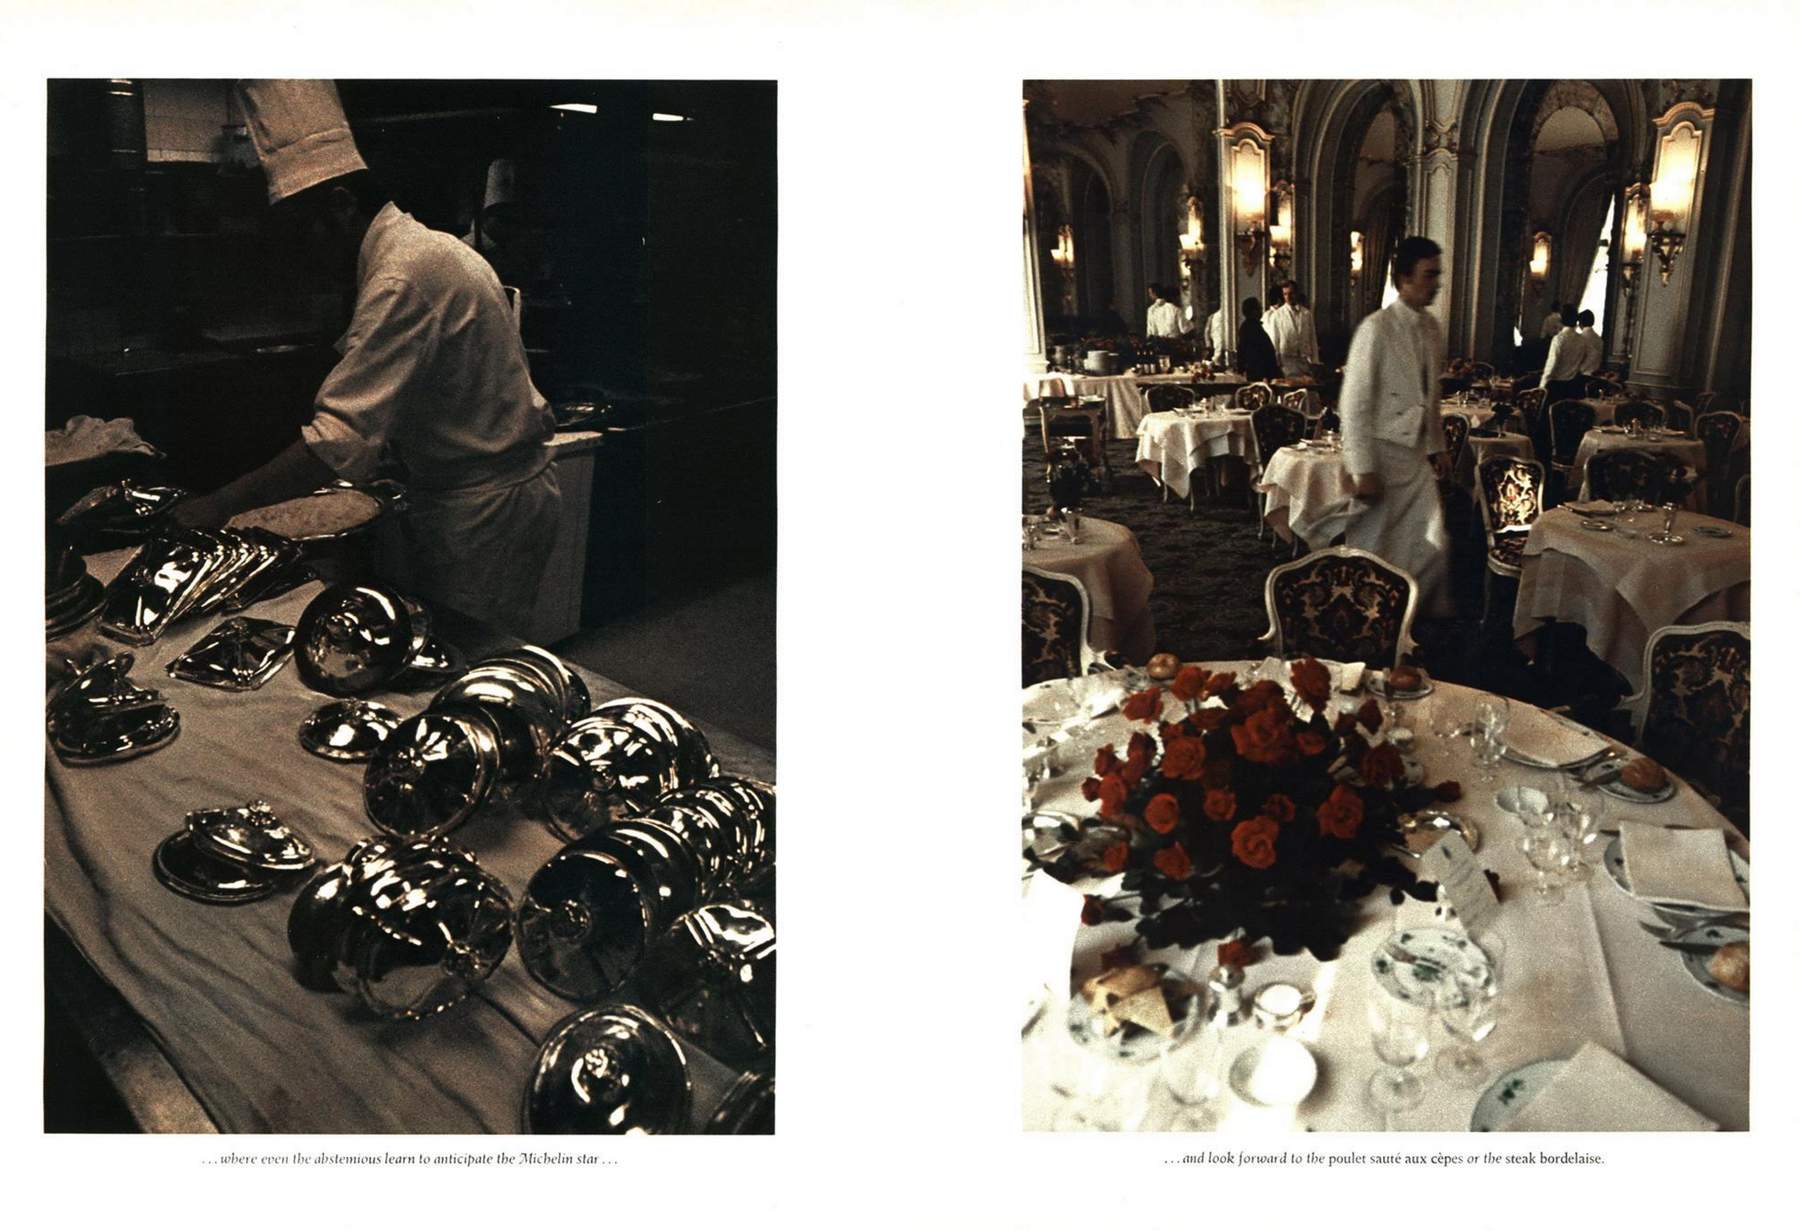 ...where even the abstemious learn to anticipate the Michelin star...
...and look forward to the poulet sauté aux cèpes or the steak bordelaise.